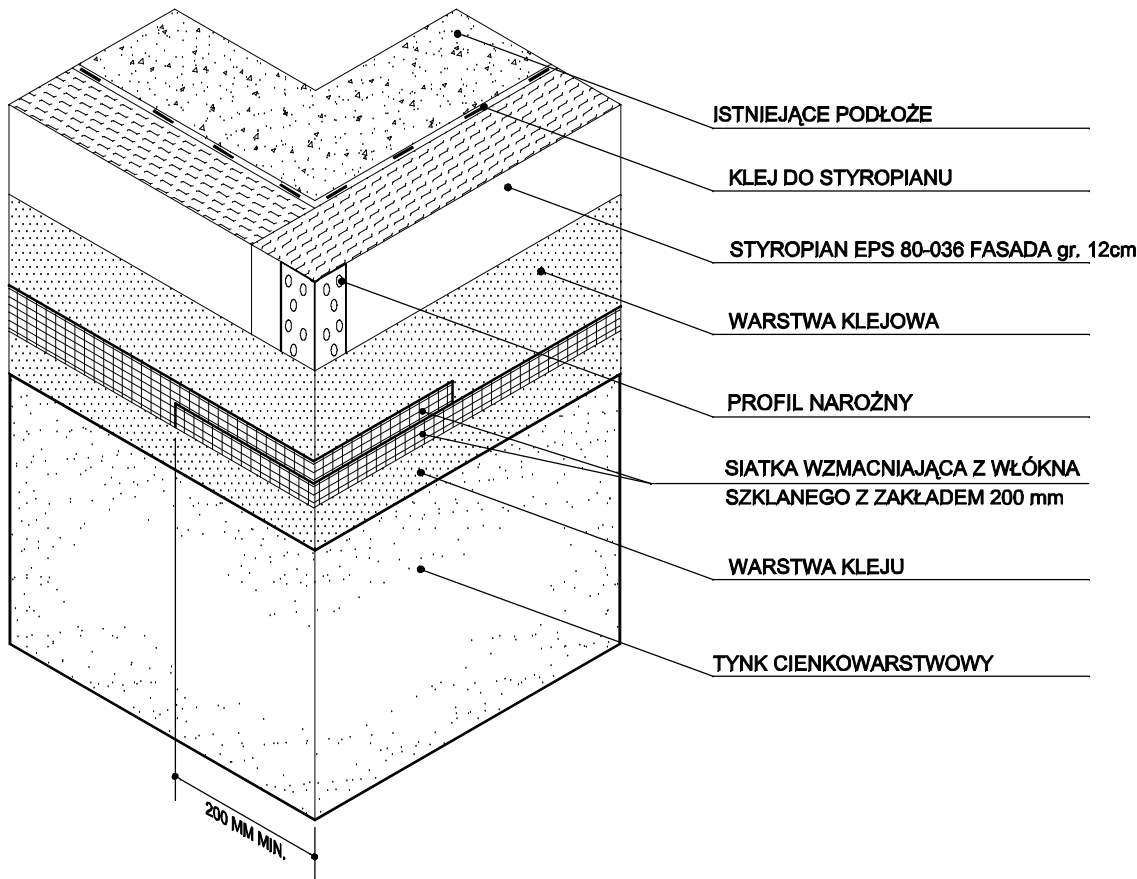 ISTNIEJĄCE PODŁOŻE
KLEJ DO STYROPIANU
STYROPIAN EPS 80-036 FASADA gr. 12cm
WARSTWA KLEJOWA
PROFIL NAROŻNY
SIATKA WZMACNIAJĄCA Z WŁÓKNA
SZKLANEGO Z ZAKŁADEM 200 mm
WARSTWA KLEJU
TYNK CIENKOWARSTWOWY
200 MM MIN.